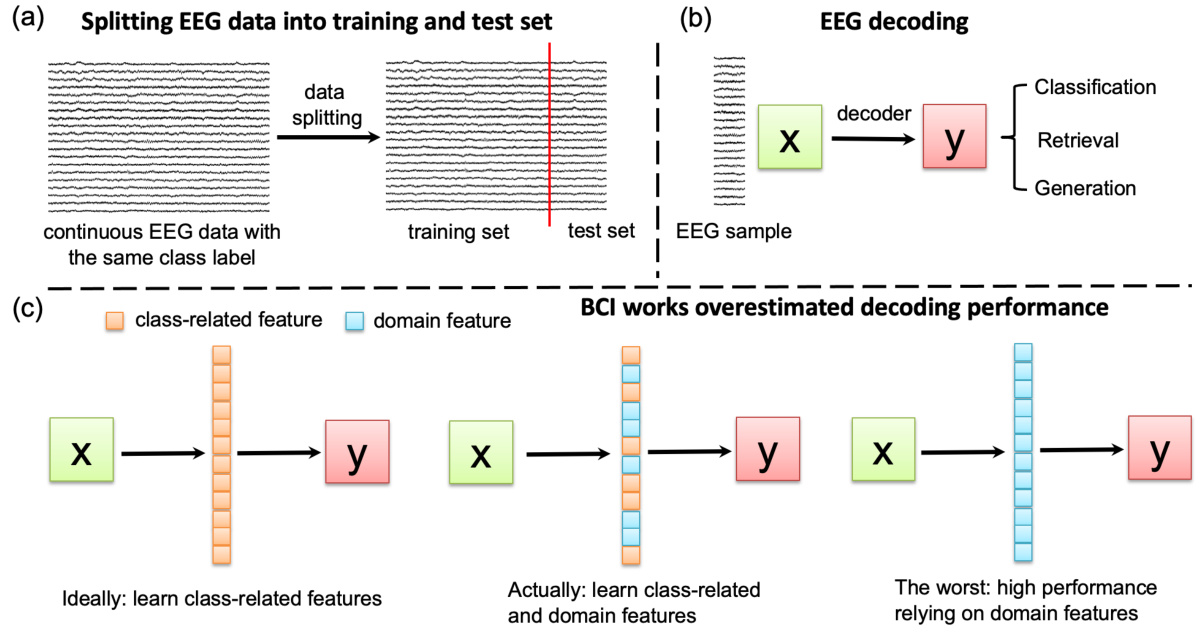 (a)
Splitting EEG data into training and test set
data
splitting
continuous EEG data with
the same class label
training set
test set
(b)
EEG decoding
EEG sample
x
decoder
y
Classification
Retrieval
Generation
(c)
BCI works overestimated decoding performance
class-related feature
domain feature
x
y
Ideally: learn class-related features
x
y
Actually: learn class-related
and domain features
x
y
The worst: high performance
relying on domain features